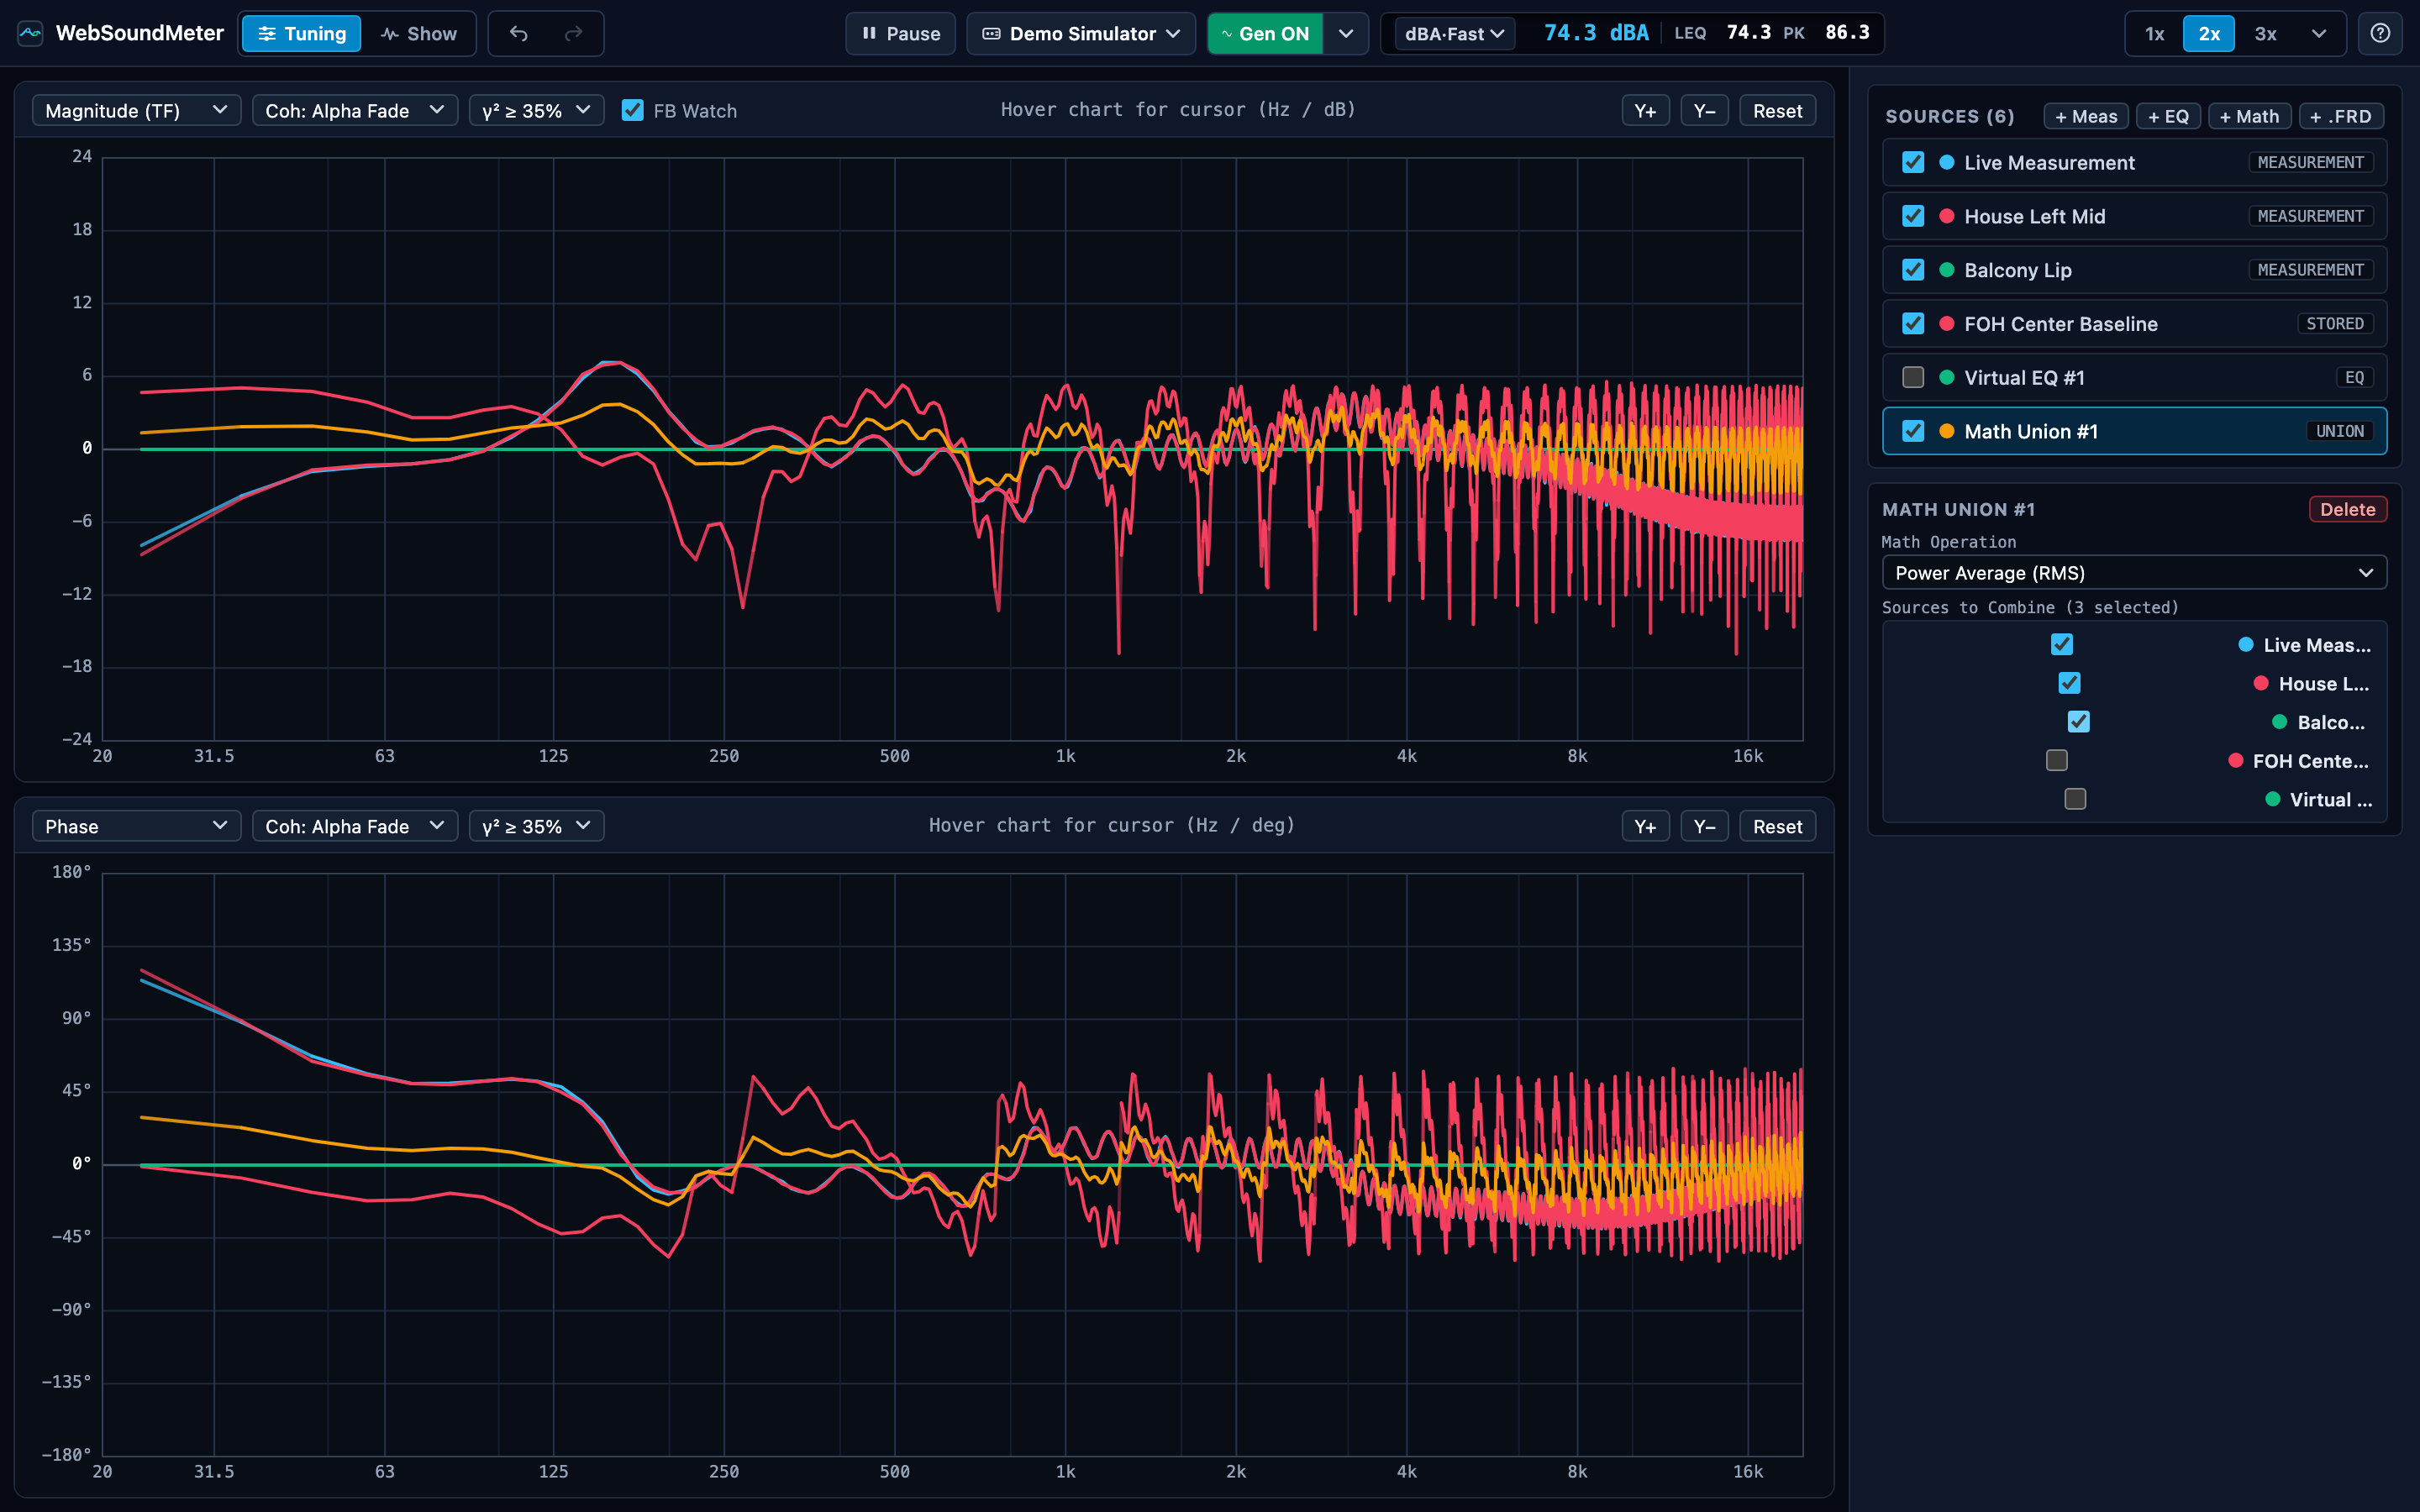 WebSoundMeter Tuning Show Pause Demo Simulator ~ Gen ON dBA·Fast 74.3 dBA LEQ 74.3 PK 86.3 1x 2x 3x
Magnitude (TF) Coh: Alpha Fade γ² ≥ 35% FB Watch Hover chart for cursor (Hz / dB) Y+ Y− Reset
24
18
12
6
0
−6
−12
−18
−24
20 31.5 63 125 250 500 1k 2k 4k 8k 16k
Phase Coh: Alpha Fade γ² ≥ 35% Hover chart for cursor (Hz / deg) Y+ Y− Reset
180°
135°
90°
45°
0°
−45°
−90°
−135°
−180°
20 31.5 63 125 250 500 1k 2k 4k 8k 16k
SOURCES (6) + Meas + EQ + Math + .FRD
Live Measurement MEASUREMENT
House Left Mid MEASUREMENT
Balcony Lip MEASUREMENT
FOH Center Baseline STORED
Virtual EQ #1 EQ
Math Union #1 UNION
MATH UNION #1 Delete
Math Operation
Power Average (RMS)
Sources to Combine (3 selected)
Live Meas...
House L...
Balco...
FOH Cente...
Virtual ...